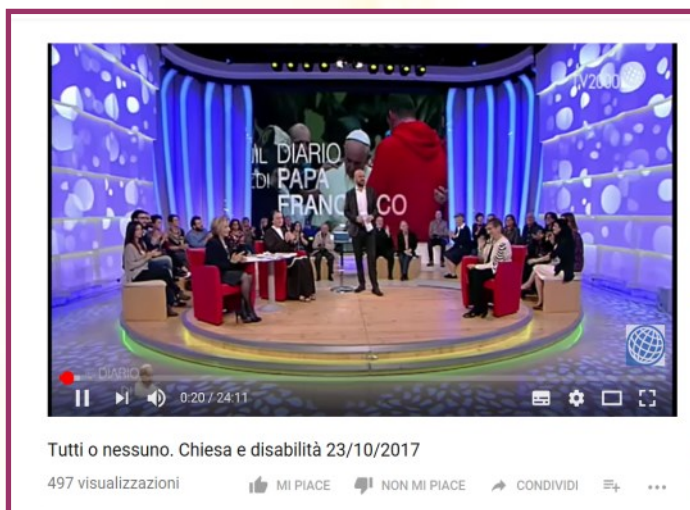 TV2000
IL DIARIO
DI PAPA
FRANCESCO
DIARIO
0:20 / 24:11
Tutti o nessuno. Chiesa e disabilità 23/10/2017
497 visualizzazioni
MI PIACE
NON MI PIACE
CONDIVIDI